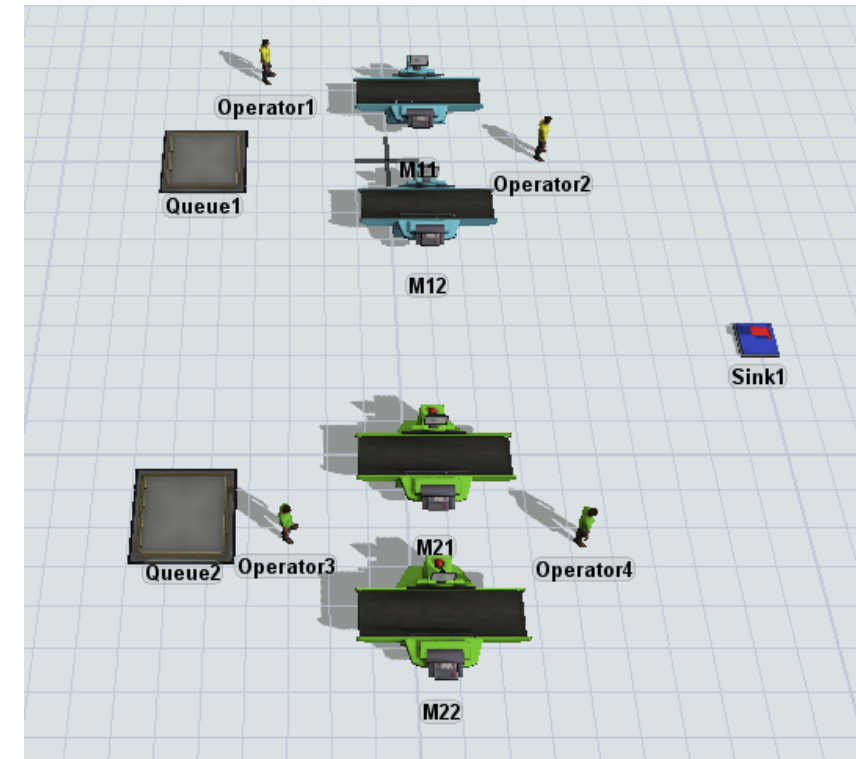 Operator1
M11
Operator2
Queue1
M12
Sink1
M21
Operator3
Operator4
Queue2
M22